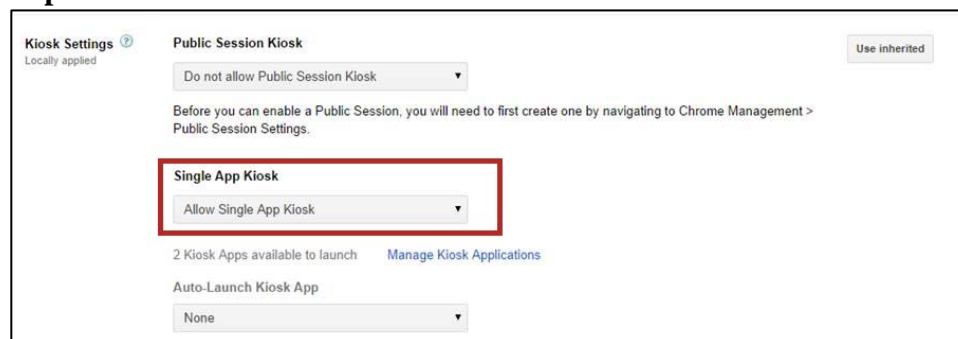 Kiosk Settings
Locally applied
Public Session Kiosk
Use inherited
Do not allow Public Session Kiosk
Before you can enable a Public Session, you will need to first create one by navigating to Chrome Management >
Public Session Settings.
Single App Kiosk
Allow Single App Kiosk
2 Kiosk Apps available to launch Manage Kiosk Applications
Auto-Launch Kiosk App
None